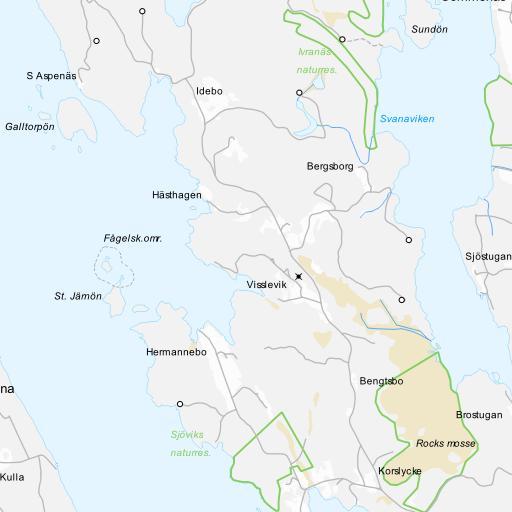 Sundön
Ivranäs
naturres.
S Aspenäs
Idebo
Galltorpön
Svanaviken
Bergsborg
Hästhagen
Fågelsk.omr.
Sjöstugan
Visslevik
St. Jämön
Hermannebo
Bengtsbo
na
Brostugan
Sjöviks
naturres.
Rocks mosse
Korslycke
Kulla